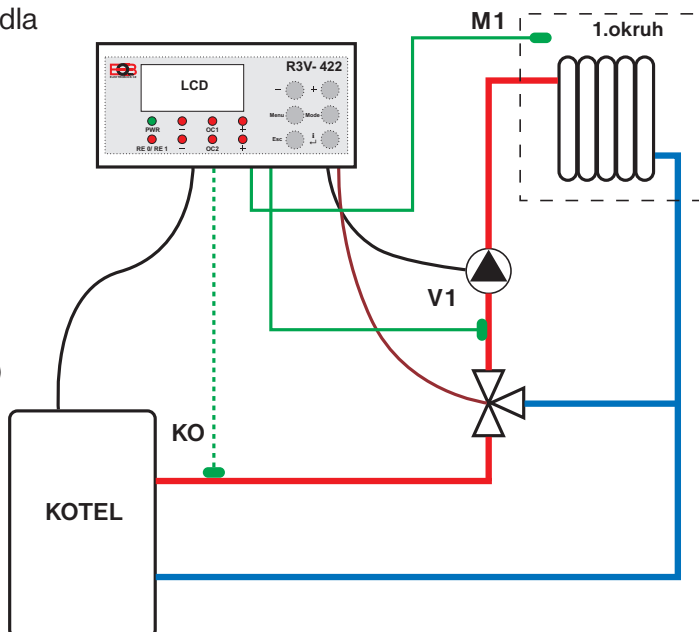 dla
M1
1.okruh
R3V- 422
LCD
- +
Menu Mode
PWR - OC1 +
Esc i
RE 0/ RE 1 - OC2 +
V1
)
KO
KOTEL